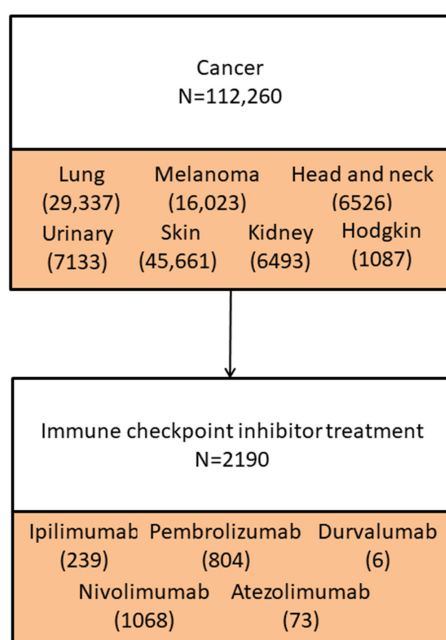 Cancer
N=112,260
Lung Melanoma Head and neck
(29,337) (16,023) (6526)
Urinary Skin Kidney Hodgkin
(7133) (45,661) (6493) (1087)
Immune checkpoint inhibitor treatment
N=2190
Ipilimumab Pembrolizumab Durvalumab
(239) (804) (6)
Nivolimumab Atezolimumab
(1068) (73)